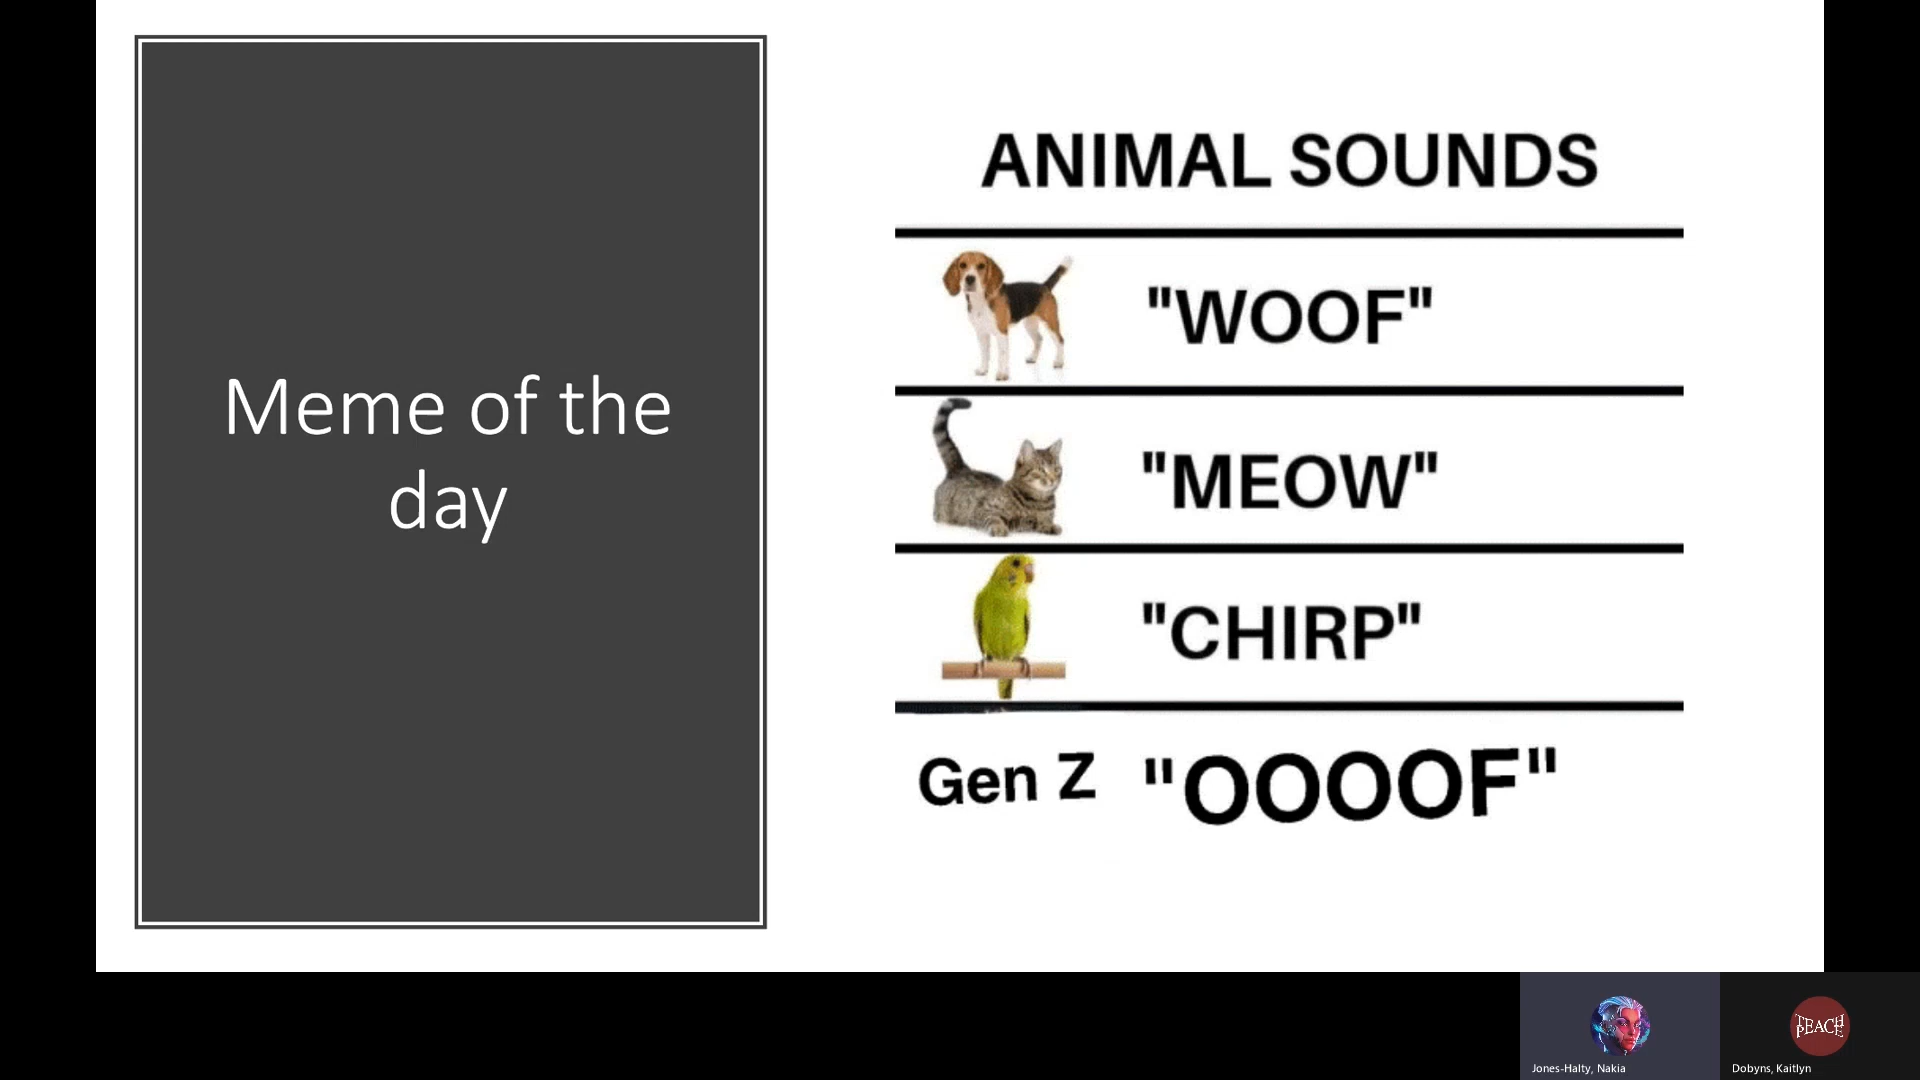 Meme of the
day
ANIMAL SOUNDS
"WOOF"
"MEOW"
"CHIRP"
Gen Z "OOOOF"
Jones-Halty, Nakia
Dobyns, Kaitlyn